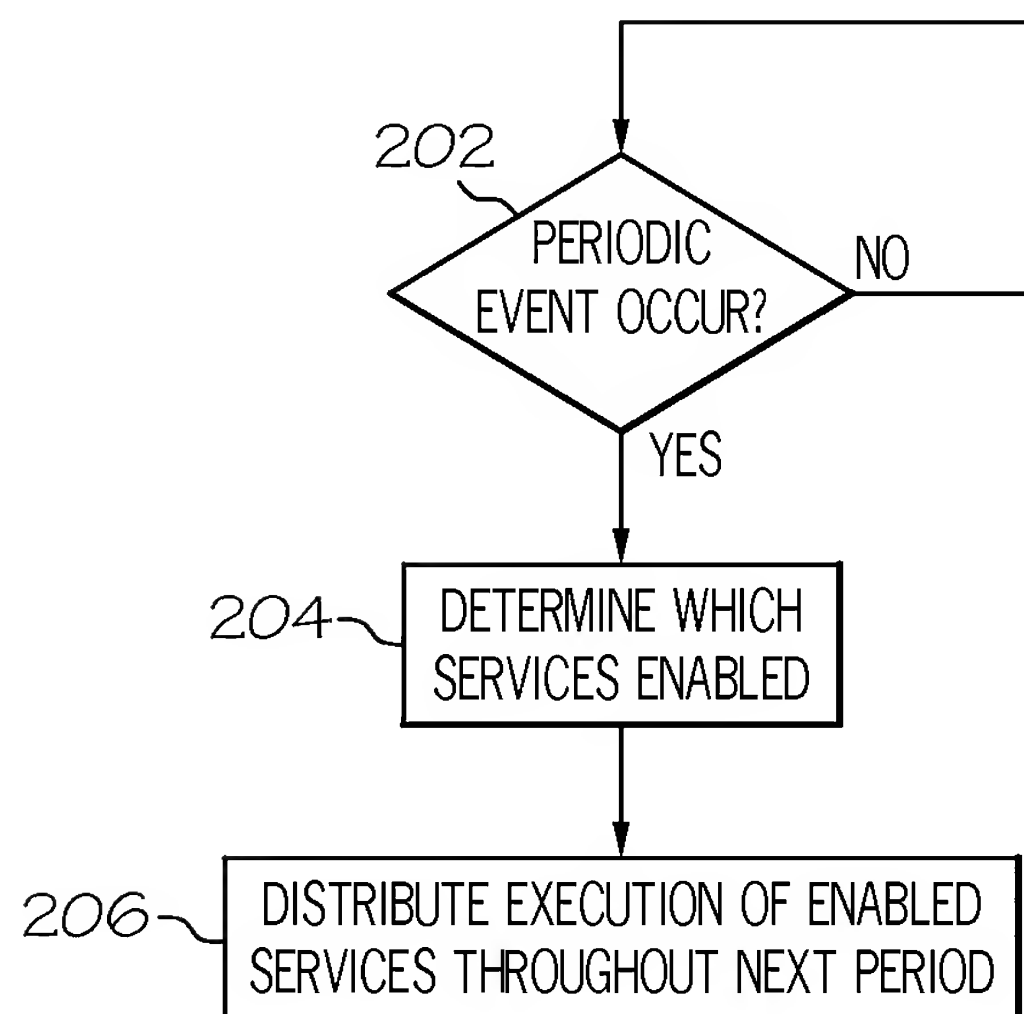 202
PERIODIC
EVENT OCCUR?
NO
YES
204
DETERMINE WHICH
SERVICES ENABLED
206
DISTRIBUTE EXECUTION OF ENABLED
SERVICES THROUGHOUT NEXT PERIOD